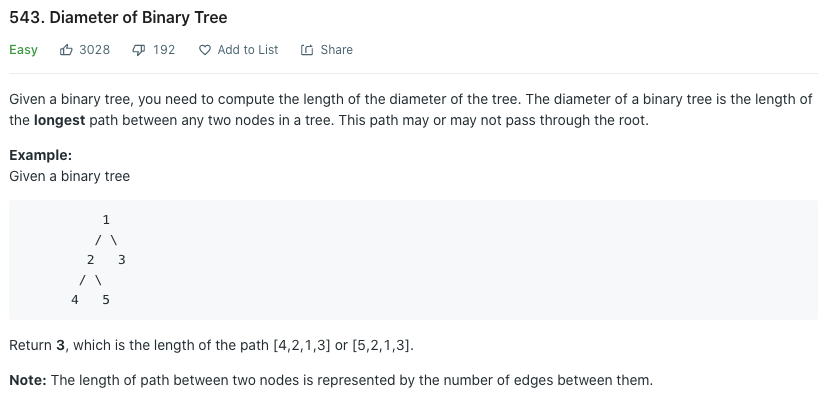 543. Diameter of Binary Tree
Easy 3028 192 Add to List Share
Given a binary tree, you need to compute the length of the diameter of the tree. The diameter of a binary tree is the length of
the longest path between any two nodes in a tree. This path may or may not pass through the root.
Example:
Given a binary tree
1
/ \
2 3
/ \
4 5
Return 3, which is the length of the path [4,2,1,3] or [5,2,1,3].
Note: The length of path between two nodes is represented by the number of edges between them.